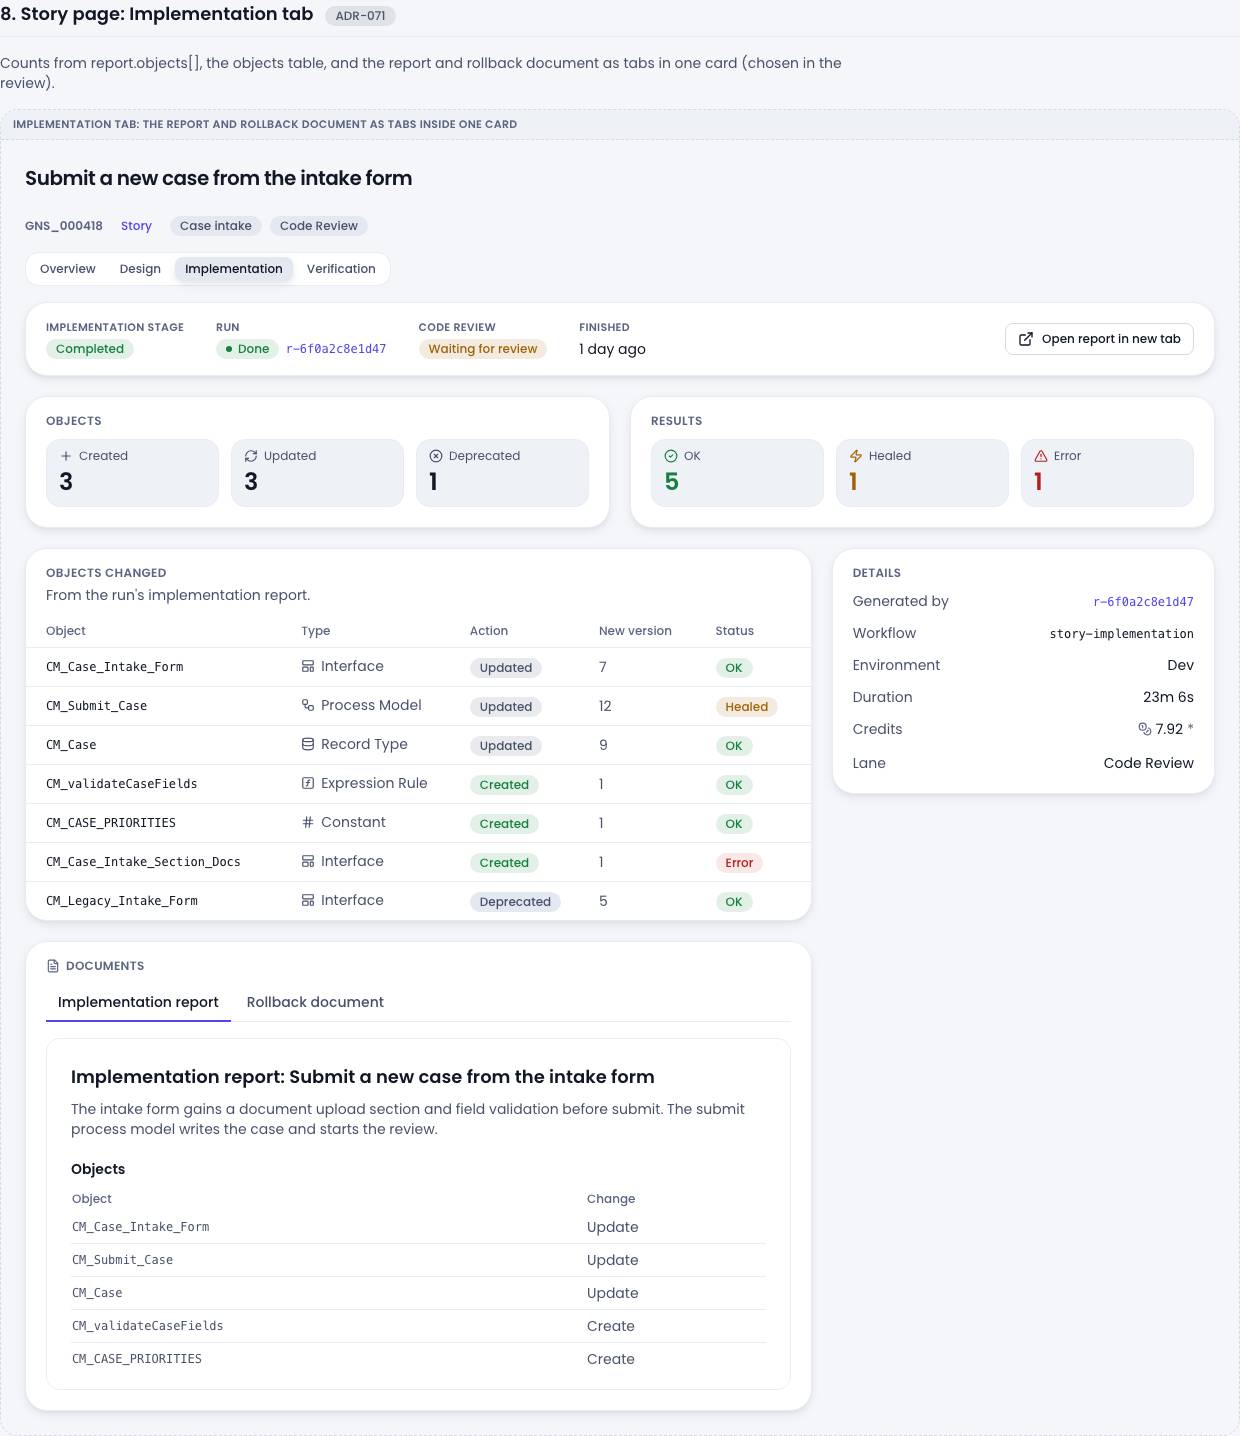 8. Story page: Implementation tab ADR-071
Counts from report.objects[], the objects table, and the report and rollback document as tabs in one card (chosen in the
review).
IMPLEMENTATION TAB: THE REPORT AND ROLLBACK DOCUMENT AS TABS INSIDE ONE CARD
Submit a new case from the intake form
GNS_000418 Story Case intake Code Review
Overview Design Implementation Verification
IMPLEMENTATION STAGE RUN CODE REVIEW FINISHED
Completed Done r-6f0a2c8e1d47 Waiting for review 1 day ago Open report in new tab
OBJECTS
Created Updated Deprecated
3 3 1
RESULTS
OK Healed Error
5 1 1
OBJECTS CHANGED
From the run's implementation report.
Object Type Action New version Status
CM_Case_Intake_Form Interface Updated 7 OK
CM_Submit_Case Process Model Updated 12 Healed
CM_Case Record Type Updated 9 OK
CM_validateCaseFields Expression Rule Created 1 OK
CM_CASE_PRIORITIES Constant Created 1 OK
CM_Case_Intake_Section_Docs Interface Created 1 Error
CM_Legacy_Intake_Form Interface Deprecated 5 OK
DETAILS
Generated by r-6f0a2c8e1d47
Workflow story-implementation
Environment Dev
Duration 23m 6s
Credits 7.92 *
Lane Code Review
DOCUMENTS
Implementation report Rollback document
Implementation report: Submit a new case from the intake form
The intake form gains a document upload section and field validation before submit. The submit
process model writes the case and starts the review.
Objects
Object Change
CM_Case_Intake_Form Update
CM_Submit_Case Update
CM_Case Update
CM_validateCaseFields Create
CM_CASE_PRIORITIES Create